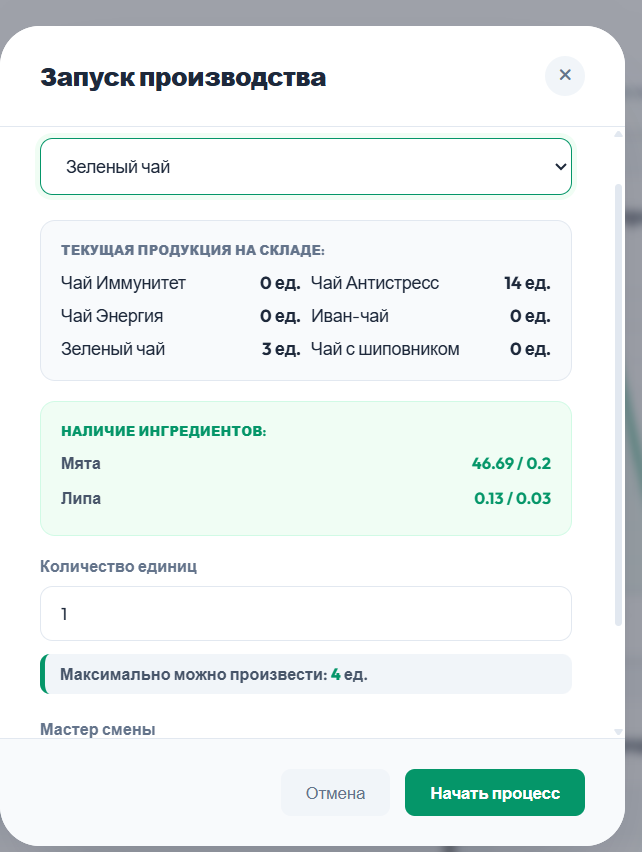 Запуск производства
Зеленый чай
ТЕКУЩАЯ ПРОДУКЦИЯ НА СКЛАДЕ:
Чай Иммунитет 0 ед. Чай Антистресс 14 ед.
Чай Энергия 0 ед. Иван-чай 0 ед.
Зеленый чай 3 ед. Чай с шиповником 0 ед.
НАЛИЧИЕ ИНГРЕДИЕНТОВ:
Мята 46.69 / 0.2
Липа 0.13 / 0.03
Количество единиц
1
Максимально можно произвести: 4 ед.
Мастер смены
Отмена Начать процесс